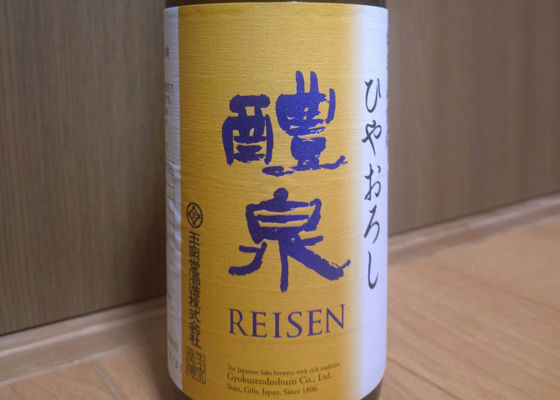 ひやおろし
醴泉
REISEN
玉泉堂酒造株式会社
The Japanese Sake brewery with rich tradition
Gyokusendoshuzo Co., Ltd.
Yoro, Gifu, Japan, Since 1806